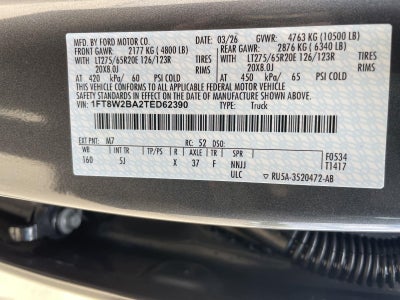 MFD. BY FORD MOTOR CO. 03/26 GVWR: 4763 KG (10500 LB)
FRONT GAWR: 2177 KG ( 4800 LB) REAR GAWR: 2876 KG ( 6340 LB)
WITH LT275/65R20E 126/123R TIRES WITH LT275/65R20E 126/123R TIRES
20X8.0J RIMS 20X8.0J RIMS
AT 420 kPa/ 60 PSI COLD AT 450 kPa/ 65 PSI COLD
THIS VEHICLE CONFORMS TO ALL APPLICABLE FEDERAL MOTOR VEHICLE
SAFETY STANDARDS IN EFFECT ON THE DATE OF MANUFACTURE SHOWN ABOVE.
VIN: 1FT8W2BA2TED62390 TYPE: Truck
EXT PNT: M7 RC: 52 DSO:
WB INT TR TP/PS R AXLE TR SPR F0534
160 5J X 37 F NNJJ T1417
ULC RU5A-3520472-AB